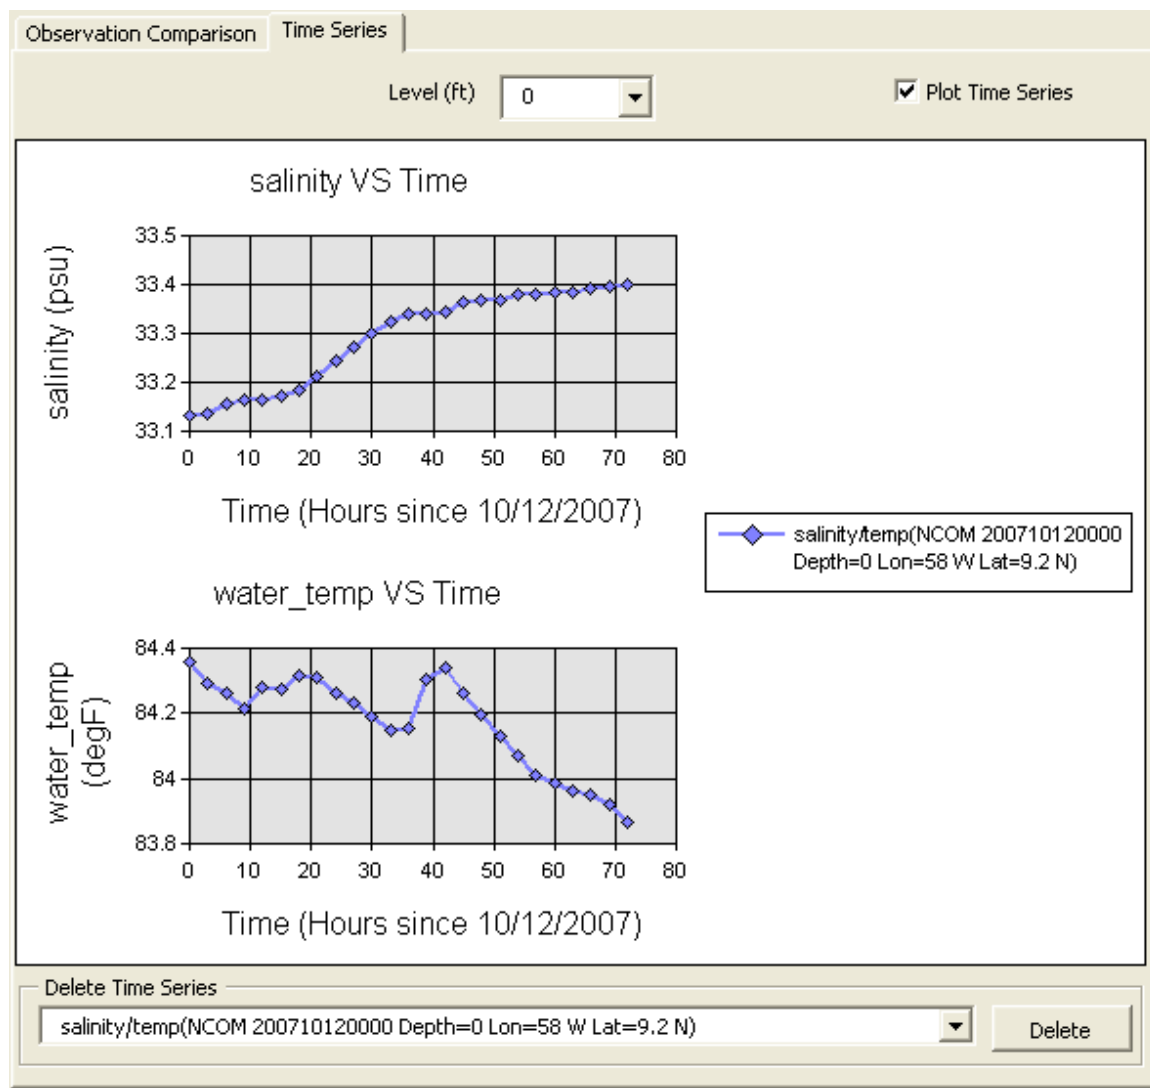 Observation Comparison Time Series
Level (ft) 0 Plot Time Series
salinity VS Time
salinity (psu)
33.5
33.4
33.3
33.2
33.1
0 10 20 30 40 50 60 70 80
Time (Hours since 10/12/2007)
salinity/temp(NCOM 200710120000
Depth=0 Lon=58 W Lat=9.2 N)
water_temp VS Time
water_temp
(degF)
84.4
84.2
84
83.8
0 10 20 30 40 50 60 70 80
Time (Hours since 10/12/2007)
Delete Time Series
salinity/temp(NCOM 200710120000 Depth=0 Lon=58 W Lat=9.2 N) Delete